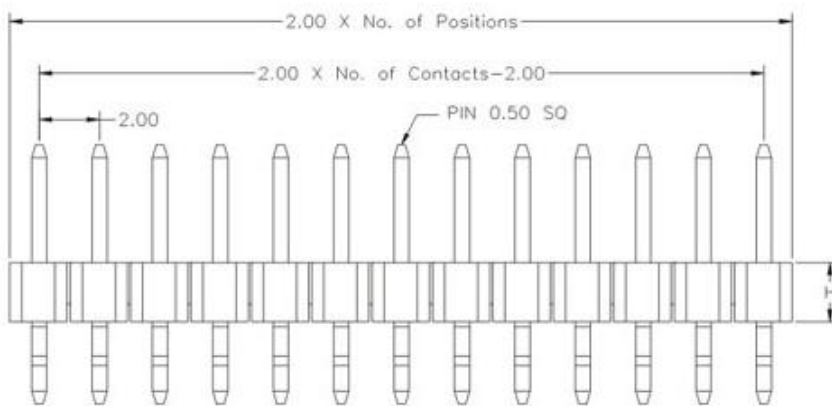 2.00 X No. of Positions
2.00 X No. of Contacts-2.00
2.00
PIN 0.50 SQ
T